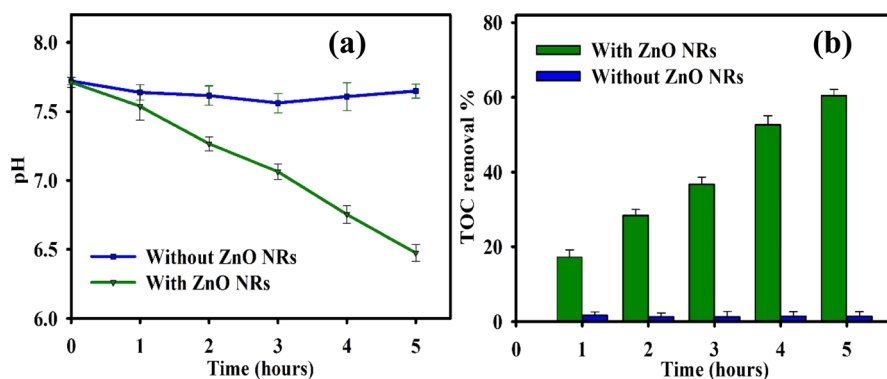 (a)
8.0
7.5
7.0
6.5
6.0
pH
Without ZnO NRs
With ZnO NRs
0 1 2 3 4 5
Time (hours)
(b)
80
60
40
20
0
TOC removal %
With ZnO NRs
Without ZnO NRs
0 1 2 3 4 5
Time (hours)